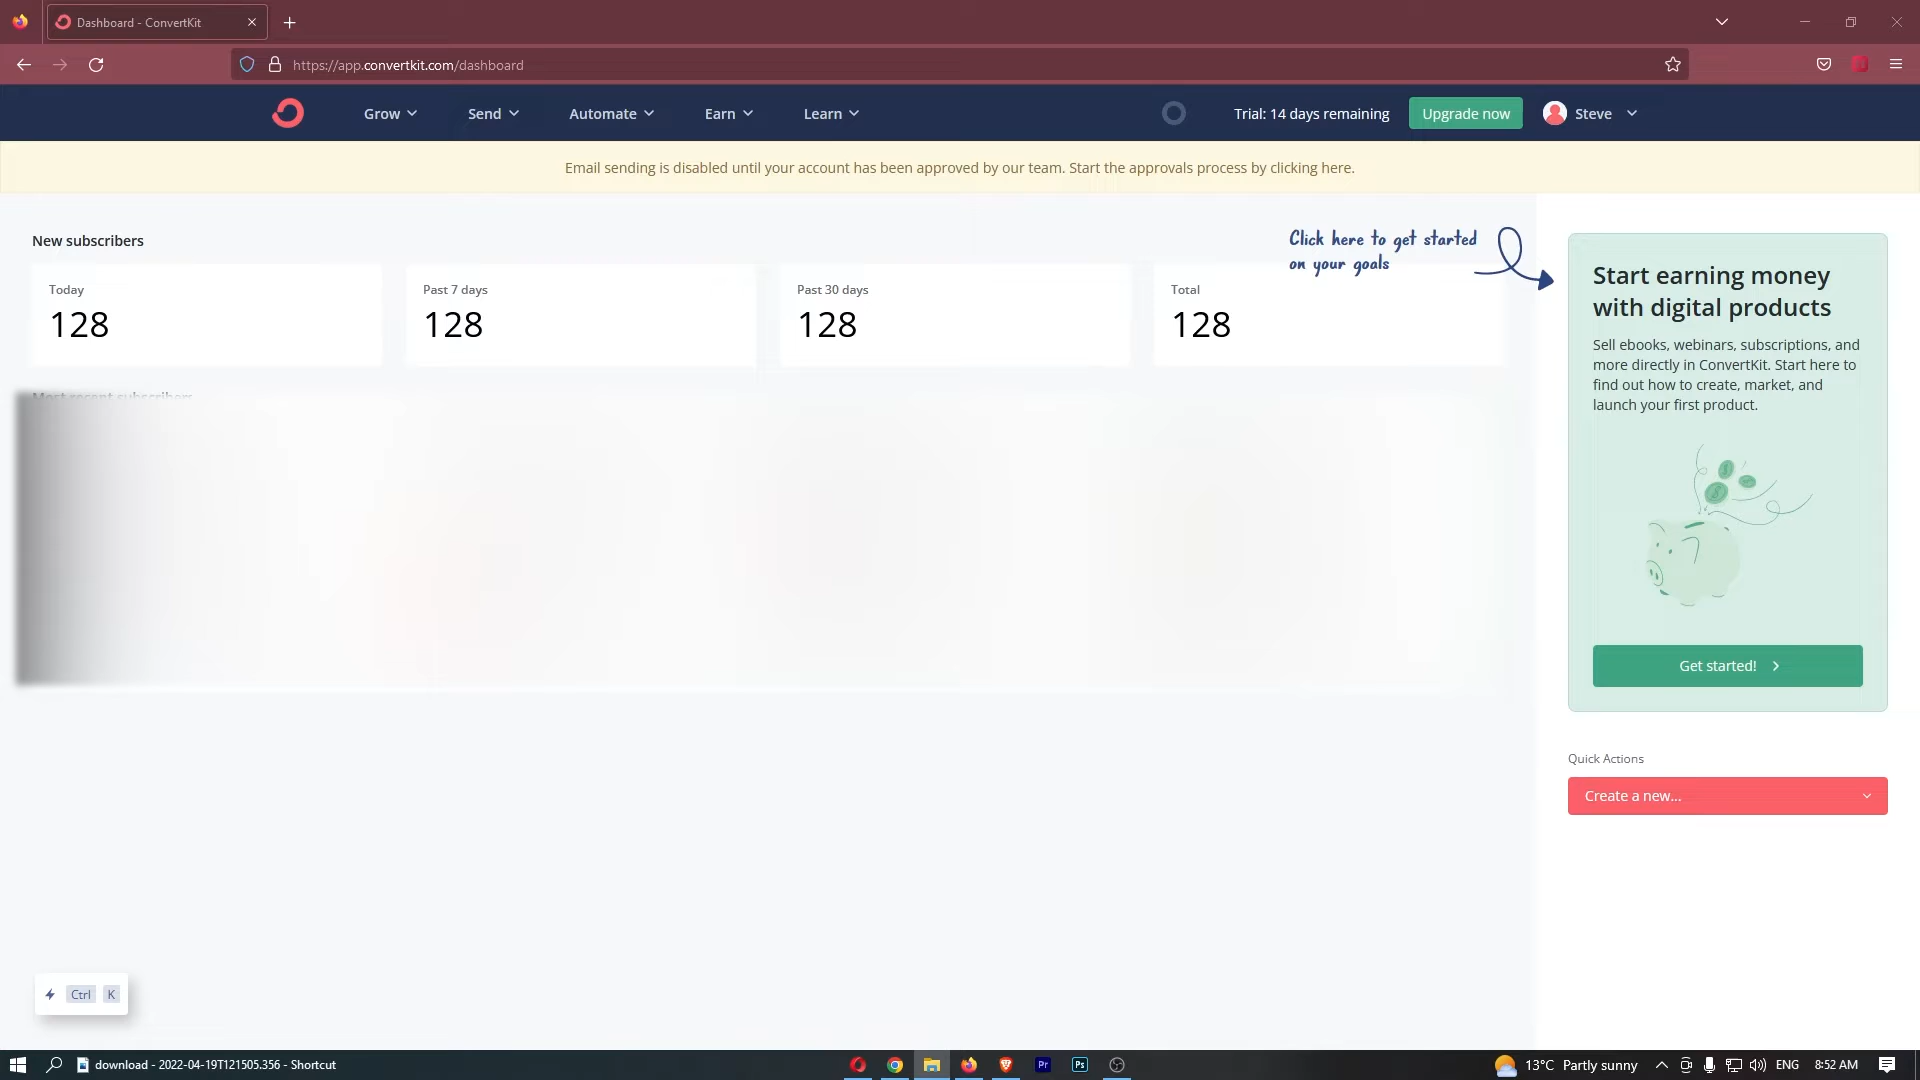 Dashboard - ConvertKit
https://app.convertkit.com/dashboard
Grow
Send
Automate
Earn
Learn
Trial: 14 days remaining
Upgrade now
Steve
Email sending is disabled until your account has been approved by our team. Start the approvals process by clicking here.
New subscribers
Click here to get started
on your goals
Today
128
Past 7 days
128
Past 30 days
128
Total
128
Most recent subscribers
Start earning money
with digital products
Sell ebooks, webinars, subscriptions, and
more directly in ConvertKit. Start here to
find out how to create, market, and
launch your first product.
Get started!
Quick Actions
Create a new...
Ctrl K
download - 2022-04-19T121505.356 - Shortcut
Pr
Ps
13°C Partly sunny
ENG
8:52 AM